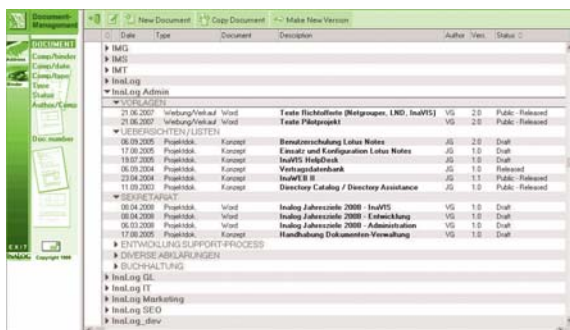 Document-
Management
New Document Copy Document Make New Version
DOCUMENT
Comp/binder
Comp/date
Comp/type
Type
Status
Author/Comp
Doc. number
Address
Binder
EXIT
INALOG Copyright 1998
Date Type Document Description Author Vers. Status
IMG
IMS
IMT
InaLog
InaLog Admin
VORLAGEN
21.06.2007 Werbung/Verkauf Word Texte Richtofferte (Netgrouper, LND, InaVIS) VG 2.0 Public - Released
21.06.2007 Werbung/Verkauf Word Texte Pilotprojekt VG 2.0 Public - Released
UEBERSICHTEN / LISTEN
06.09.2005 Projektdok. Konzept Benutzerschulung Lotus Notes JG 2.0 Draft
17.08.2005 Projektdok. Konzept Einsatz und Konfiguration Lotus Notes JG 1.0 Draft
19.07.2005 Projektdok. Konzept InaVIS HelpDesk JG 1.0 Draft
06.09.2004 Projektdok. Konzept Vertragsdatenbank JG 1.0 Released
23.04.2004 Projektdok. Konzept InaWEB II JG 1.1 Public - Released
11.09.2003 Projektdok. Konzept Directory Catalog / Directory Assistance JG 1.0 Public - Released
SEKRETARIAT
08.04.2008 Projektdok. Word Inalog Jahresziele 2008 - InaVIS VG 1.0 Draft
08.04.2008 Projektdok. Word Inalog Jahresziele 2008 - Entwicklung VG 1.0 Draft
06.03.2008 Projektdok. Word Inalog Jahresziele 2008 - Administration VG 1.0 Draft
17.08.2005 Projektdok. Konzept Handhabung Dokumenten-Verwaltung VG 1.0 Draft
ENTWICKLUNG SUPPORT-PROCESS
DIVERSE ABKLÄRUNGEN
BUCHHALTUNG
InaLog GL
InaLog IT
InaLog Marketing
InaLog SEO
InaLog_dev